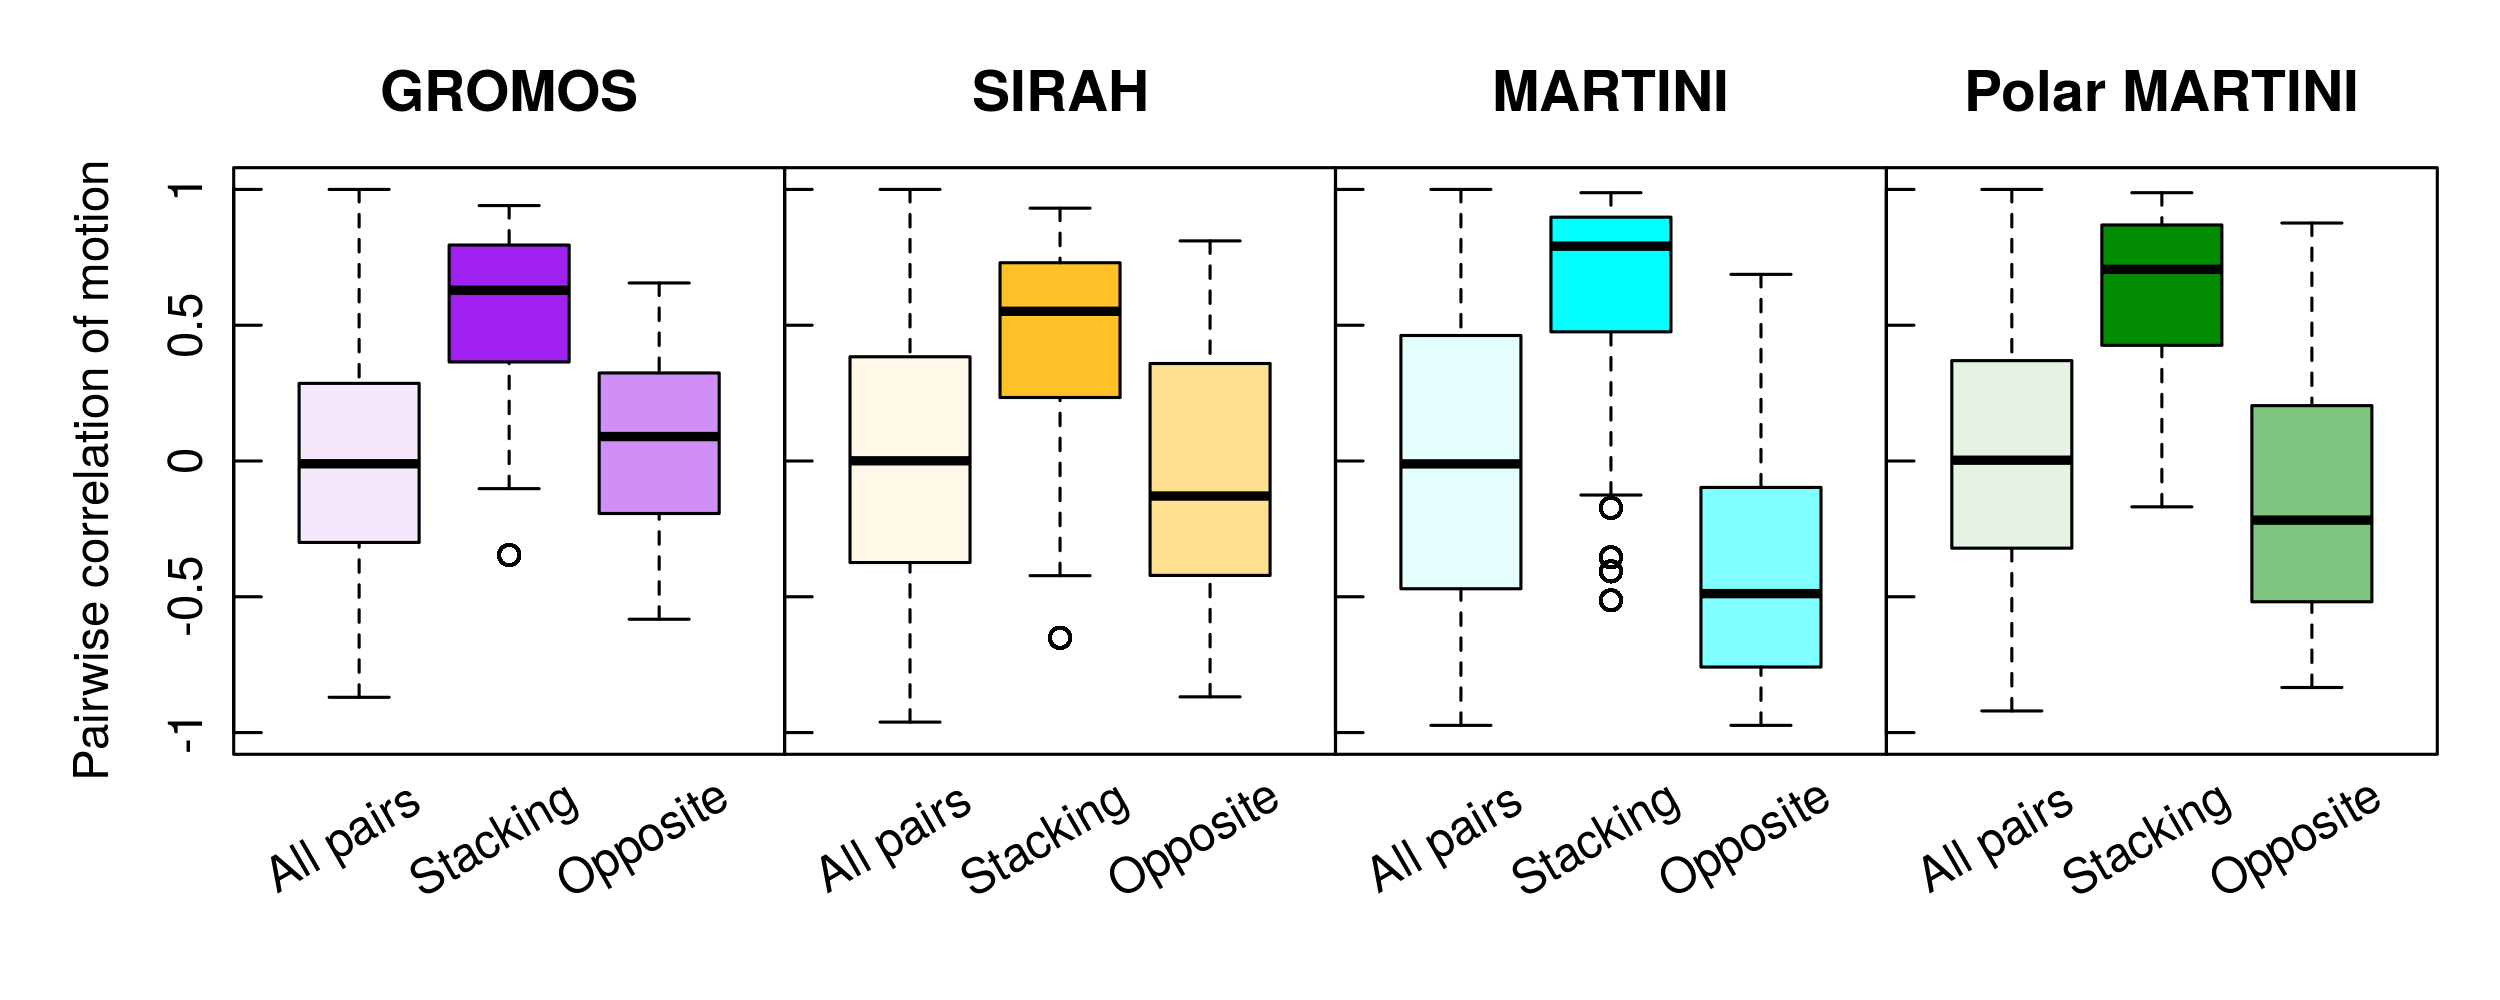 GROMOS SIRAH MARTINI Polar MARTINI
Pairwise correlation of motion
1
0.5
0
-0.5
-1
All pairs Stacking Opposite All pairs Stacking Opposite All pairs Stacking Opposite All pairs Stacking Opposite